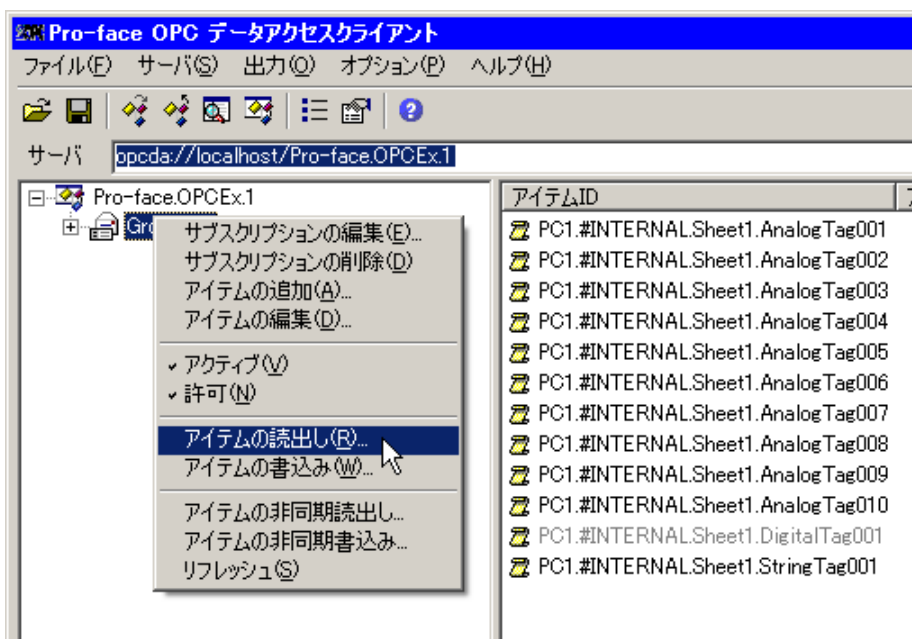 Pro-face OPC データアクセスクライアント
ファイル(F) サーバ(S) 出力(O) オプション(P) ヘルプ(H)
サーバ opcda://localhost/Pro-face.OPCEx.1
Pro-face.OPCEx.1
サブスクリプションの編集(E)...
サブスクリプションの削除(D)
アイテムの追加(A)...
アイテムの編集(D)...
アクティブ(V)
許可(N)
アイテムの読出し(R)...
アイテムの書込み(W)...
アイテムの非同期読出し...
アイテムの非同期書込み...
リフレッシュ(S)
アイテムID
PC1.#INTERNAL.Sheet1.AnalogTag001
PC1.#INTERNAL.Sheet1.AnalogTag002
PC1.#INTERNAL.Sheet1.AnalogTag003
PC1.#INTERNAL.Sheet1.AnalogTag004
PC1.#INTERNAL.Sheet1.AnalogTag005
PC1.#INTERNAL.Sheet1.AnalogTag006
PC1.#INTERNAL.Sheet1.AnalogTag007
PC1.#INTERNAL.Sheet1.AnalogTag008
PC1.#INTERNAL.Sheet1.AnalogTag009
PC1.#INTERNAL.Sheet1.AnalogTag010
PC1.#INTERNAL.Sheet1.DigitalTag001
PC1.#INTERNAL.Sheet1.StringTag001